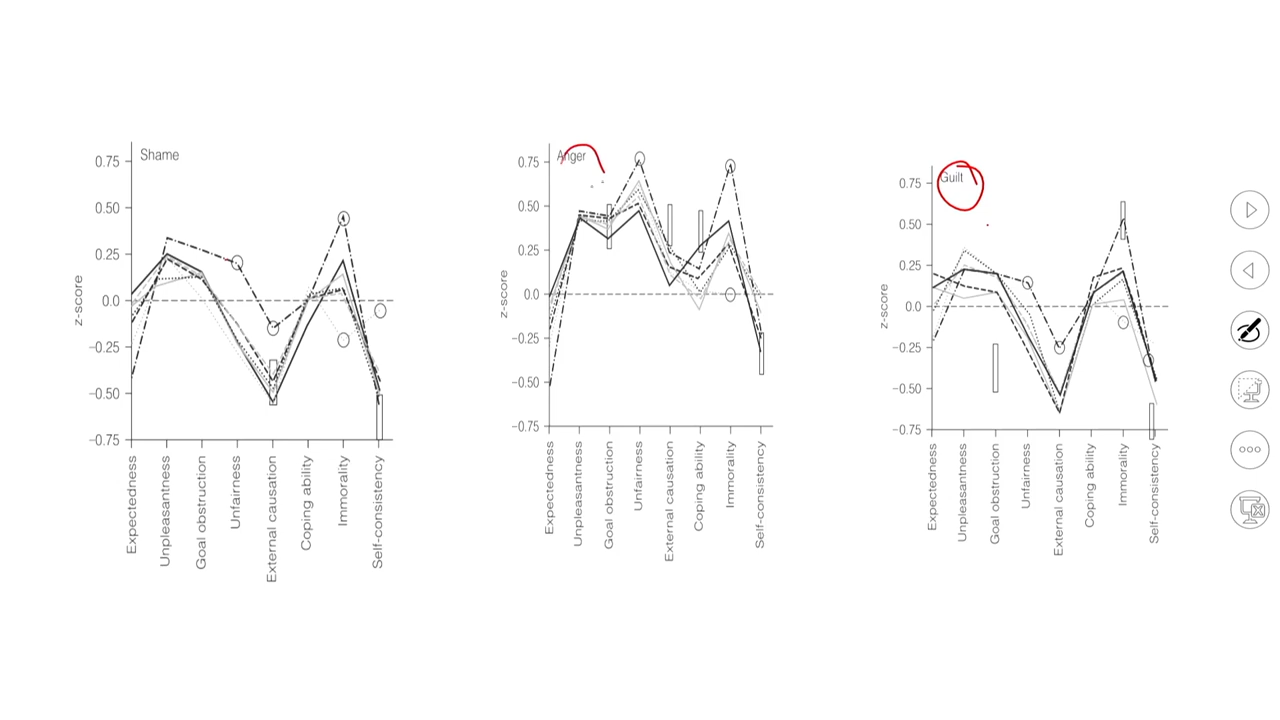 Shame
0.75
0.50
0.25
0.0
−0.25
−0.50
−0.75
z-score
Expectedness
Unpleasantness
Goal obstruction
Unfairness
External causation
Coping ability
Immorality
Self-consistency
Anger
0.75
0.50
0.25
0.0
−0.25
−0.50
−0.75
z-score
Expectedness
Unpleasantness
Goal obstruction
Unfairness
External causation
Coping ability
Immorality
Self-consistency
Guilt
0.75
0.50
0.25
0.0
−0.25
−0.50
−0.75
z-score
Expectedness
Unpleasantness
Goal obstruction
Unfairness
External causation
Coping ability
Immorality
Self-consistency